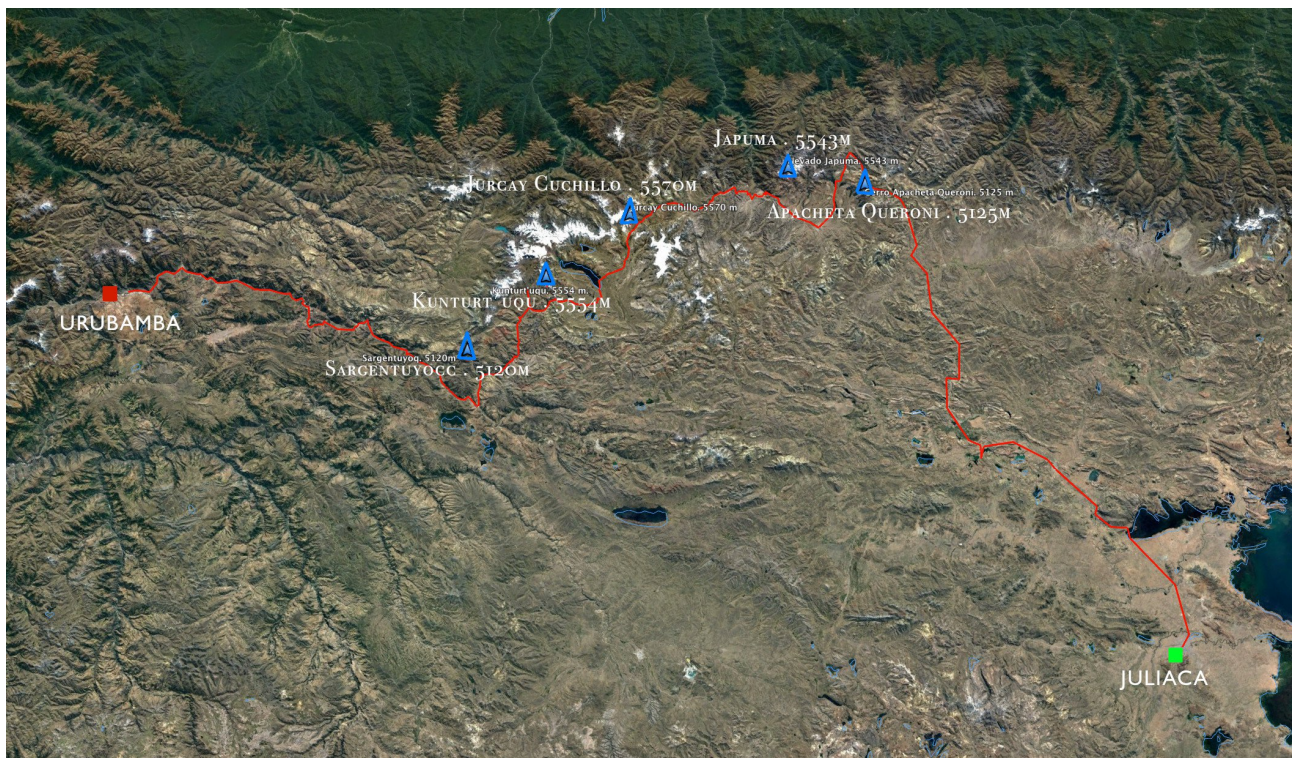 Japuma . 5543m
Nevado Japuma. 5543 m
Jurcay Cuchillo . 5570m
Jurcay Cuchillo. 5570 m
Cerro Apacheta Queroni. 5125 m
Apacheta Queroni . 5125m
Kunturt'uqu. 5554 m.
Kunturt uqu . 5554m
URUBAMBA
Sargentuyoq. 5120m
Sargentuyocc . 5120m
JULIACA